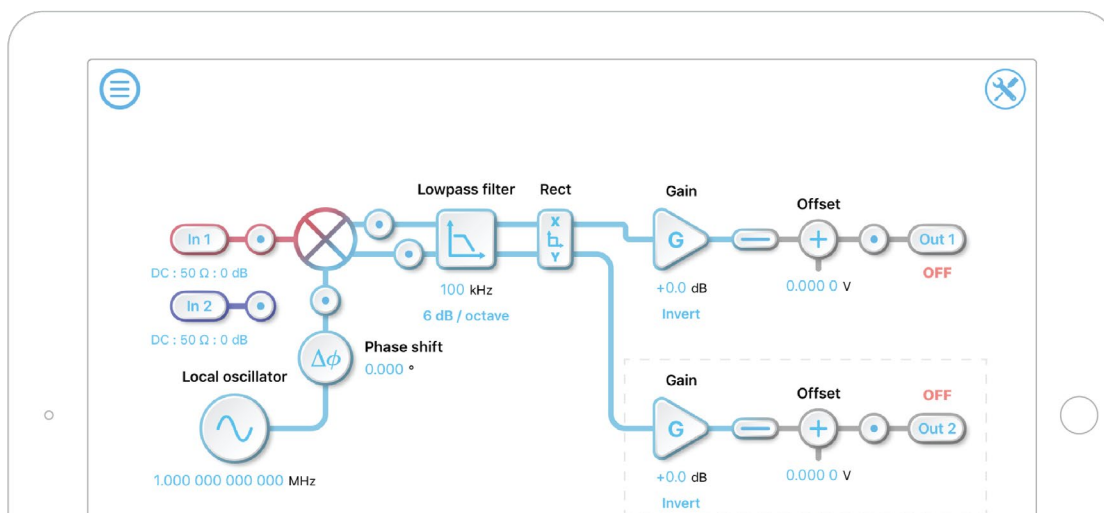 Lowpass filter
Rect
Gain
Offset
In 1
X
Y
G
Out 1
DC : 50 Ω : 0 dB
OFF
100 kHz
+0.0 dB
0.000 0 V
6 dB / octave
Invert
In 2
DC : 50 Ω : 0 dB
Δϕ
Phase shift
0.000 °
Local oscillator
Gain
Offset
OFF
G
Out 2
1.000 000 000 000 MHz
+0.0 dB
0.000 0 V
Invert